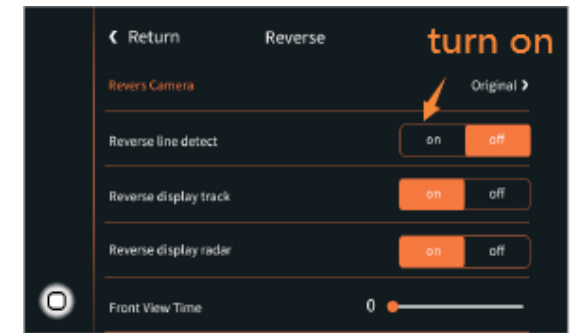 Return Reverse turn on
Revers Camera Original
Reverse line detect on off
Reverse display track on off
Reverse display radar on off
Front View Time 0